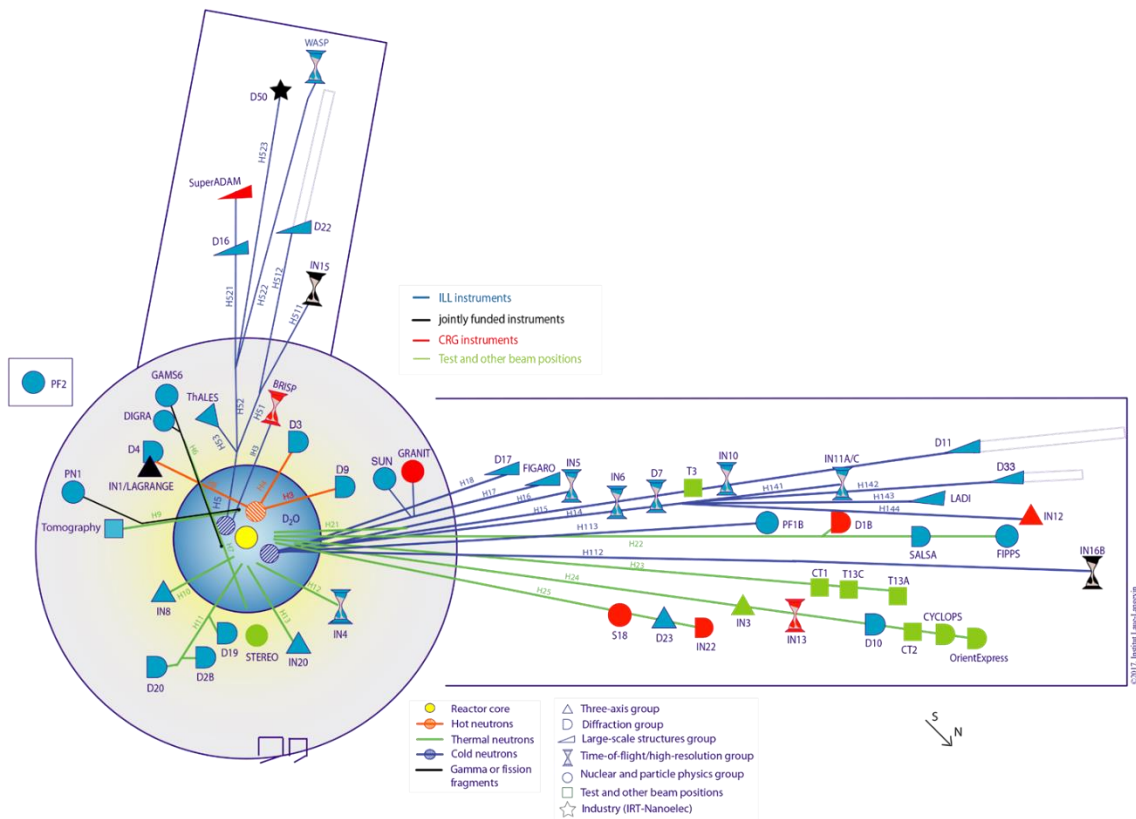 WASP
D50
H523
SuperADAM
D16
D22
H521
H522
H512
IN15
H511
ILL instruments
jointly funded instruments
CRG instruments
Test and other beam positions
PF2
GAMS6
DIGRA
ThALES
H53
H52
H51
BRISP
IH3
D3
H6
D4
IN1/LAGRANGE
PN1
H9
H5
H4
H3
D9
SUN
GRANIT
Tomography
D₂O
H7
H21
H18
H17
H16
H15
H14
D17
FIGARO
IN5
IN6
D7
T3
IN10
H141
IN11A/C
H142
H143
H144
D11
D33
LADI
IN12
H113
PF1B
D1B
H22
SALSA
FIPPS
H112
IN16B
H23
CT1
T13C
T13A
H24
H25
S18
D23
IN22
IN3
IN13
D10
CT2
CYCLOPS
OrientExpress
IN8
H10
H11
H12
H13
IN4
D19
STEREO
IN20
D20
D2B
Reactor core
Hot neutrons
Thermal neutrons
Cold neutrons
Gamma or fission
fragments
Three-axis group
Diffraction group
Large-scale structures group
Time-of-flight/high-resolution group
Nuclear and particle physics group
Test and other beam positions
Industry (IRT-Nanoelec)
S
N